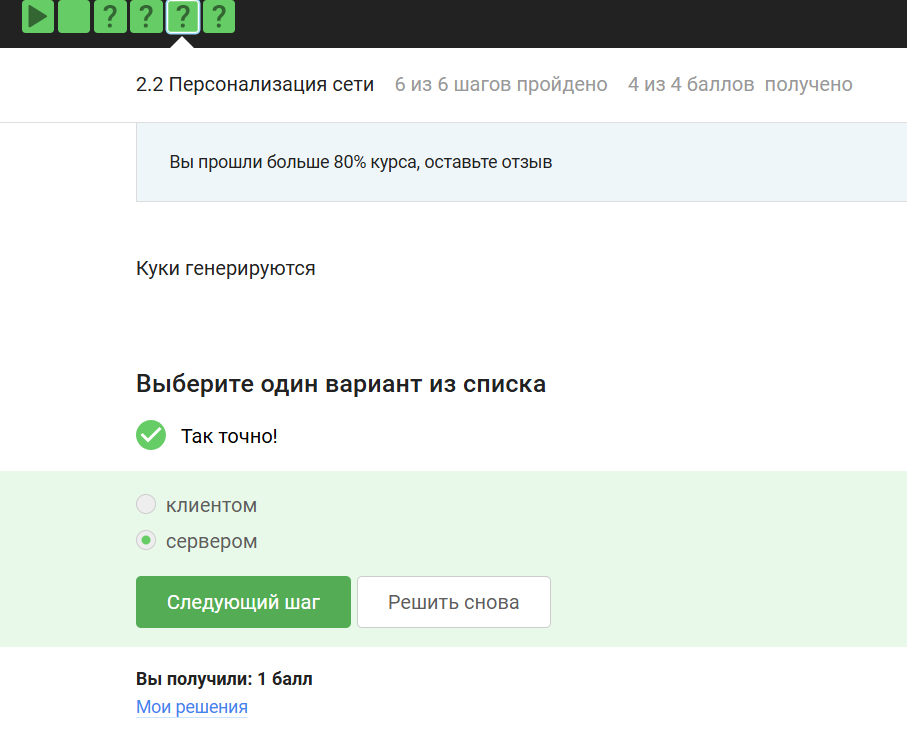 ? ? ? ?
2.2 Персонализация сети 6 из 6 шагов пройдено 4 из 4 баллов получено
Вы прошли больше 80% курса, оставьте отзыв
Куки генерируются
Выберите один вариант из списка
Так точно!
клиентом
сервером
Следующий шаг Решить снова
Вы получили: 1 балл
Мои решения